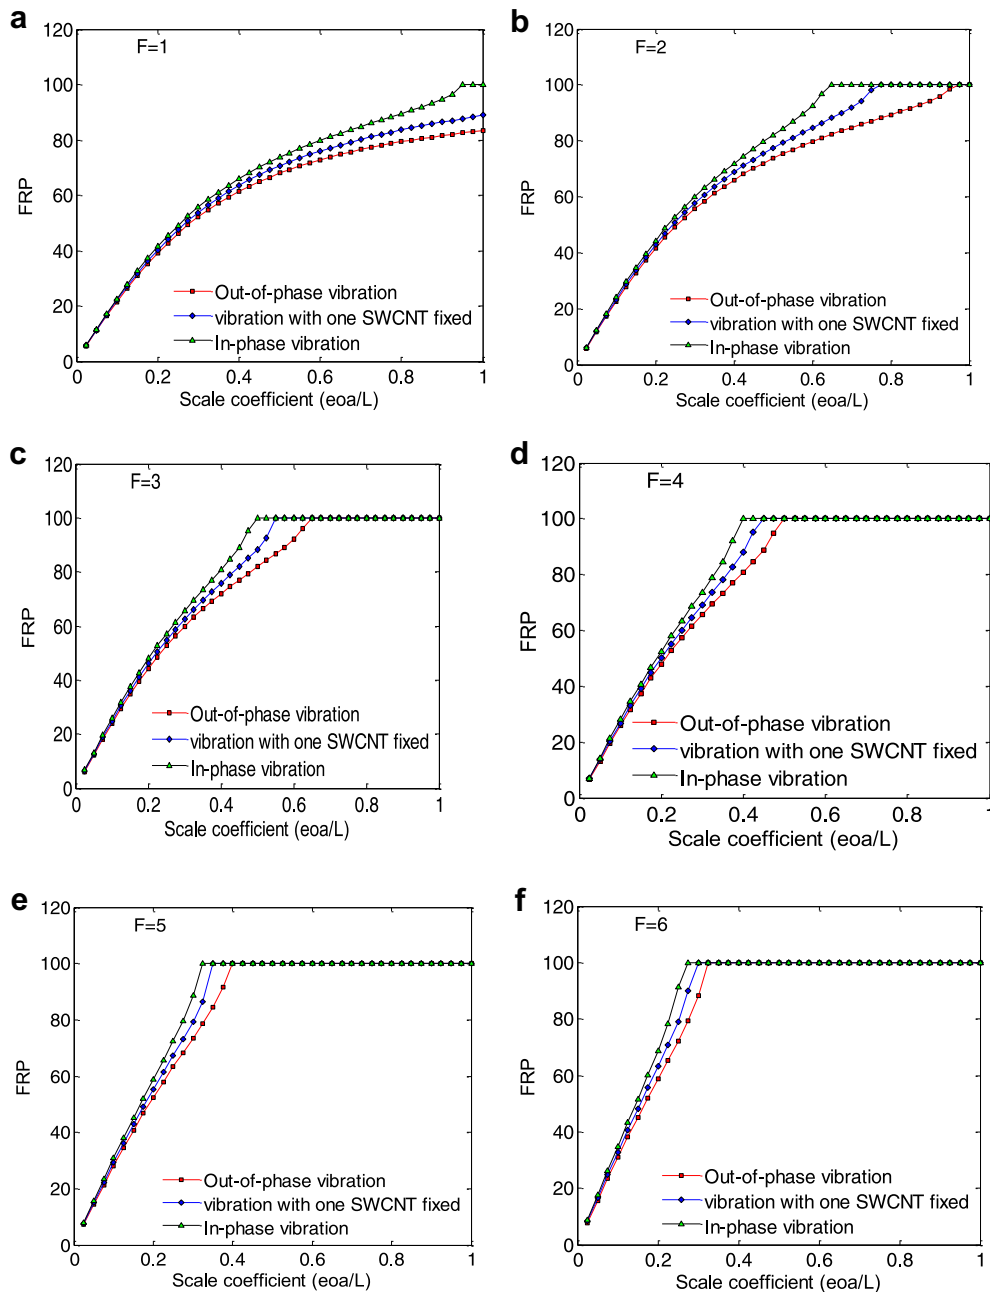 a
F=1
120
100
80
60
40
20
0
FRP
Out-of-phase vibration
vibration with one SWCNT fixed
In-phase vibration
0 0.2 0.4 0.6 0.8 1
Scale coefficient (eoa/L)
b
F=2
120
100
80
60
40
20
0
FRP
Out-of-phase vibration
vibration with one SWCNT fixed
In-phase vibration
0 0.2 0.4 0.6 0.8 1
Scale coefficient (eoa/L)
c
F=3
120
100
80
60
40
20
0
FRP
Out-of-phase vibration
vibration with one SWCNT fixed
In-phase vibration
0 0.2 0.4 0.6 0.8 1
Scale coefficient (eoa/L)
d
F=4
120
100
80
60
40
20
0
FRP
Out-of-phase vibration
vibration with one SWCNT fixed
In-phase vibration
0 0.2 0.4 0.6 0.8 1
Scale coefficient (eoa/L)
e
F=5
120
100
80
60
40
20
0
FRP
Out-of-phase vibration
vibration with one SWCNT fixed
In-phase vibration
0 0.2 0.4 0.6 0.8 1
Scale coefficient (eoa/L)
f
F=6
120
100
80
60
40
20
0
FRP
Out-of-phase vibration
vibration with one SWCNT fixed
In-phase vibration
0 0.2 0.4 0.6 0.8 1
Scale coefficient (eoa/L)